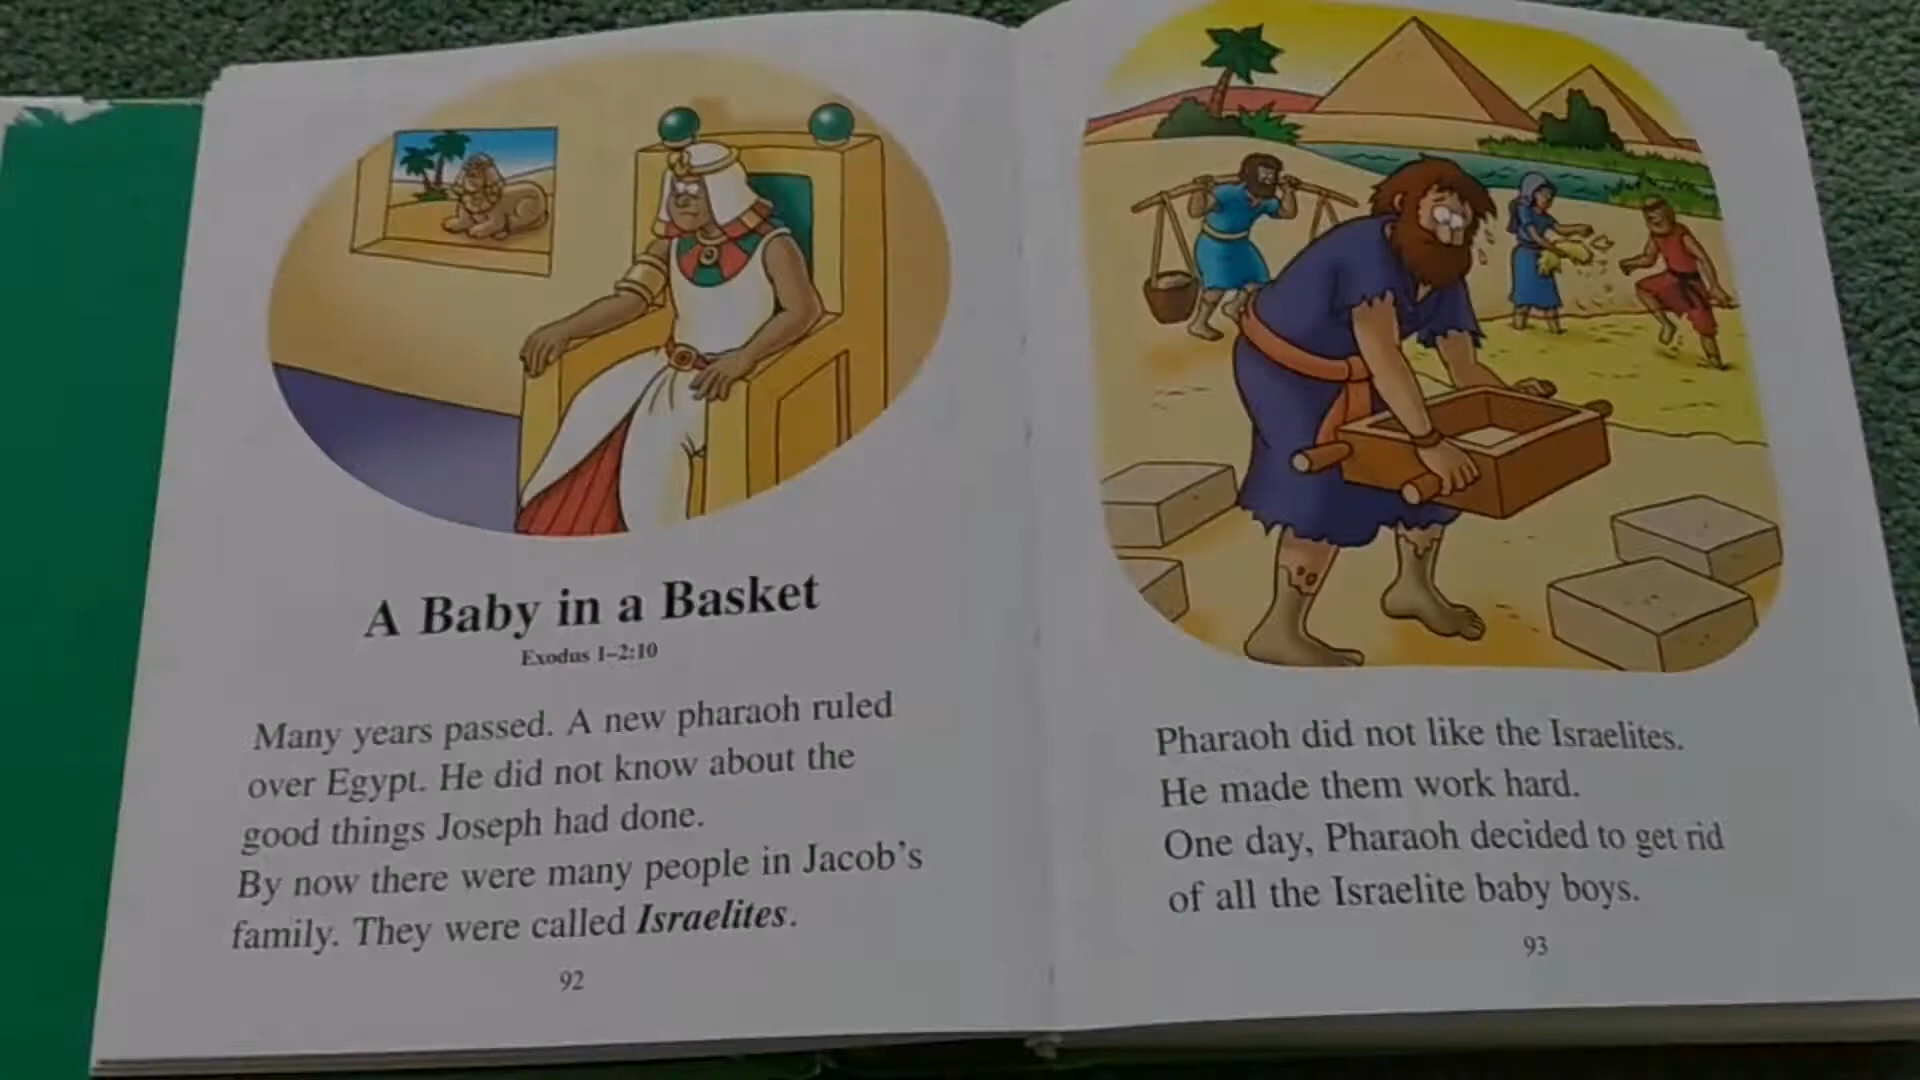 A Baby in a Basket
Exodus 1–2:10
Many years passed. A new pharaoh ruled
over Egypt. He did not know about the
good things Joseph had done.
By now there were many people in Jacob's
family. They were called Israelites.
92
Pharaoh did not like the Israelites.
He made them work hard.
One day, Pharaoh decided to get rid
of all the Israelite baby boys.
93